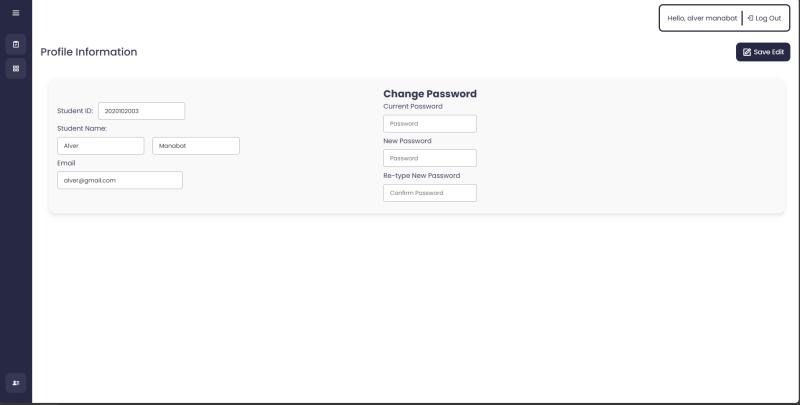 Hello, alver manabat
Log Out
Profile Information
Save Edit
Student ID: 2020102003
Student Name:
Alver Manabat
Email
alver@gmail.com
Change Password
Current Password
Password
New Password
Password
Re-type New Password
Confirm Password